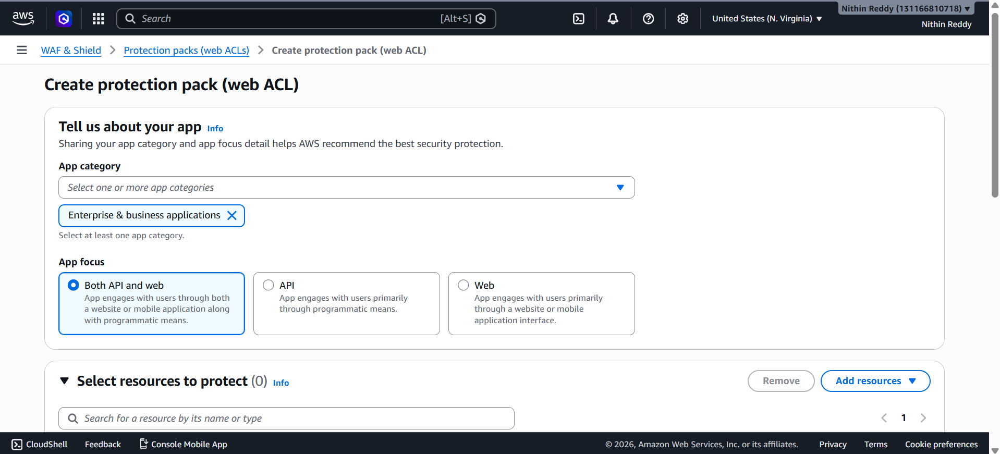 aws
Search
[Alt+S]
United States (N. Virginia)
Nithin Reddy (131166810718)
Nithin Reddy
WAF & Shield
Protection packs (web ACLs)
Create protection pack (web ACL)
Create protection pack (web ACL)
Tell us about your app Info
Sharing your app category and app focus detail helps AWS recommend the best security protection.
App category
Select one or more app categories
Enterprise & business applications
Select at least one app category.
App focus
Both API and web
App engages with users through both
a website or mobile application along
with programmatic means.
API
App engages with users primarily
through programmatic means.
Web
App engages with users primarily
through a website or mobile
application interface.
Select resources to protect (0) Info
Remove
Add resources
Search for a resource by its name or type
1
CloudShell
Feedback
Console Mobile App
© 2026, Amazon Web Services, Inc. or its affiliates.
Privacy
Terms
Cookie preferences